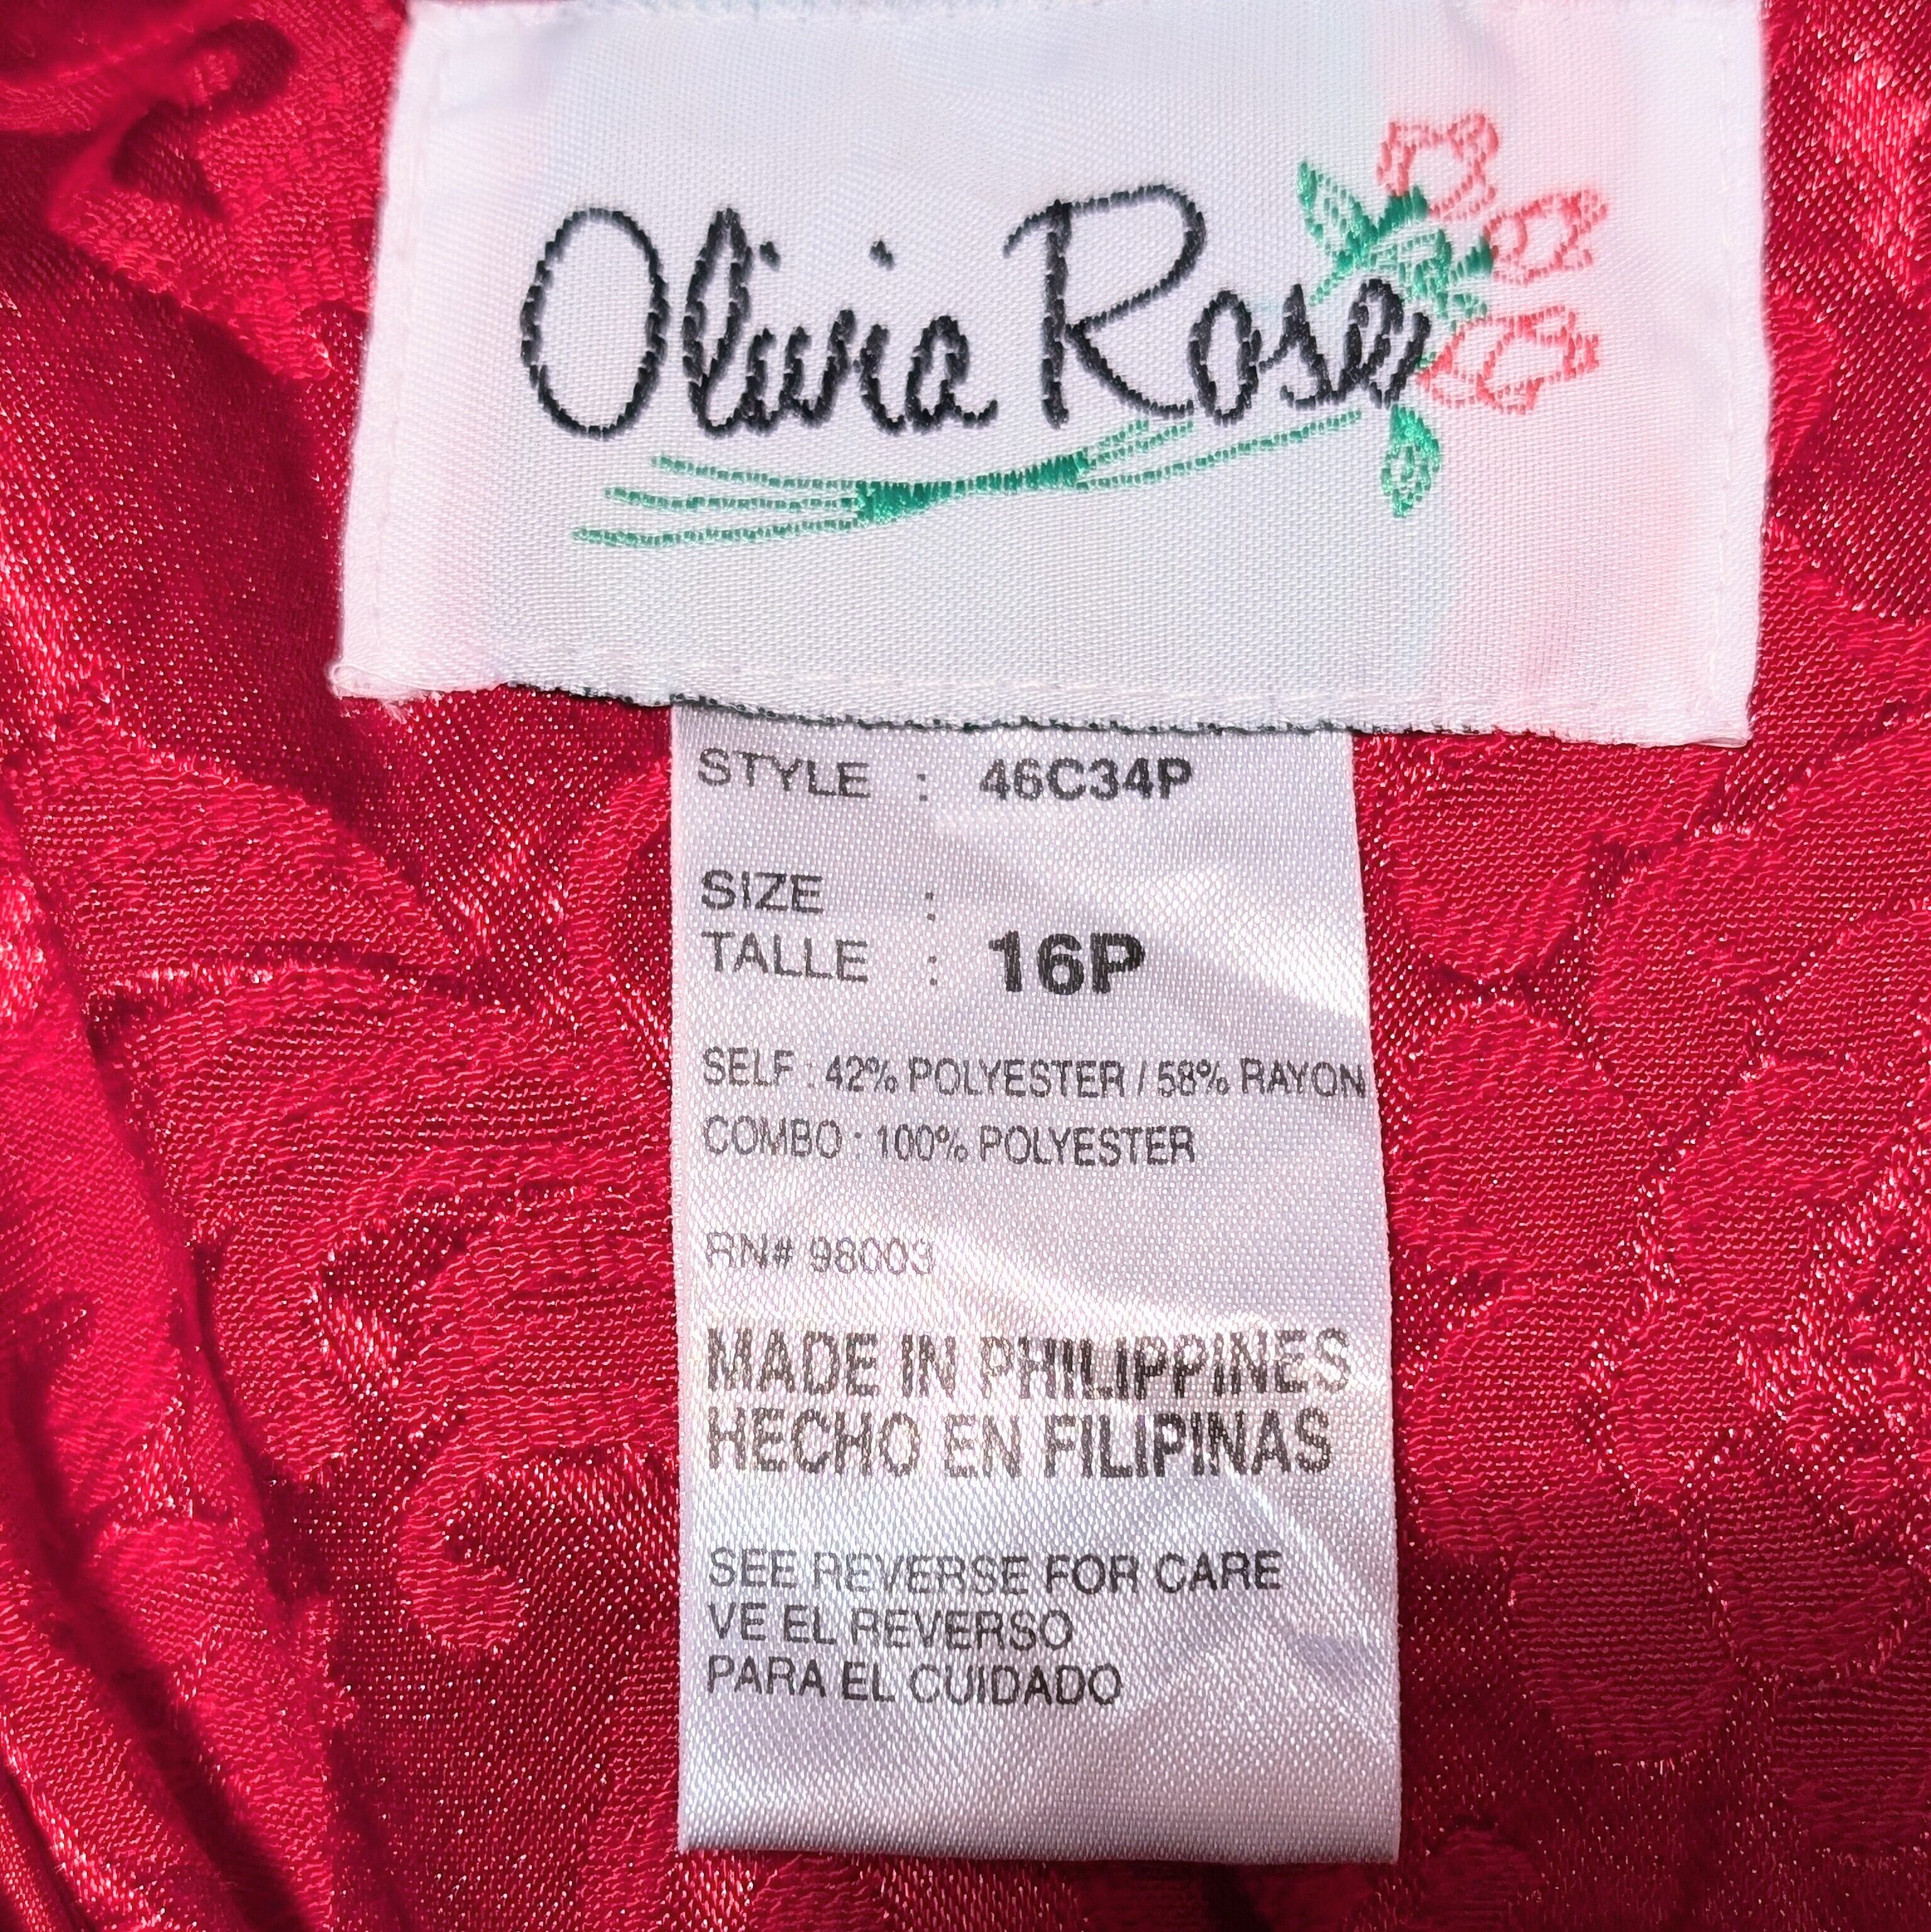 Olivia Rose
STYLE : 46C34P
SIZE :
TALLE : 16P
SELF : 42% POLYESTER / 58% RAYON
COMBO : 100% POLYESTER
RN# 98003
MADE IN PHILIPPINES
HECHO EN FILIPINAS
SEE REVERSE FOR CARE
VE EL REVERSO
PARA EL CUIDADO